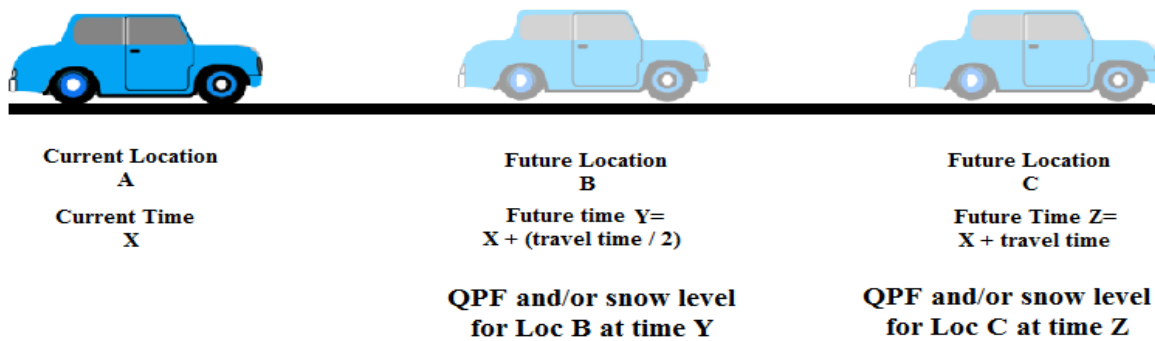 Current Location
A
Current Time
X
Future Location
B
Future time Y=
X + (travel time / 2)
QPF and/or snow level
for Loc B at time Y
Future Location
C
Future Time Z=
X + travel time
QPF and/or snow level
for Loc C at time Z